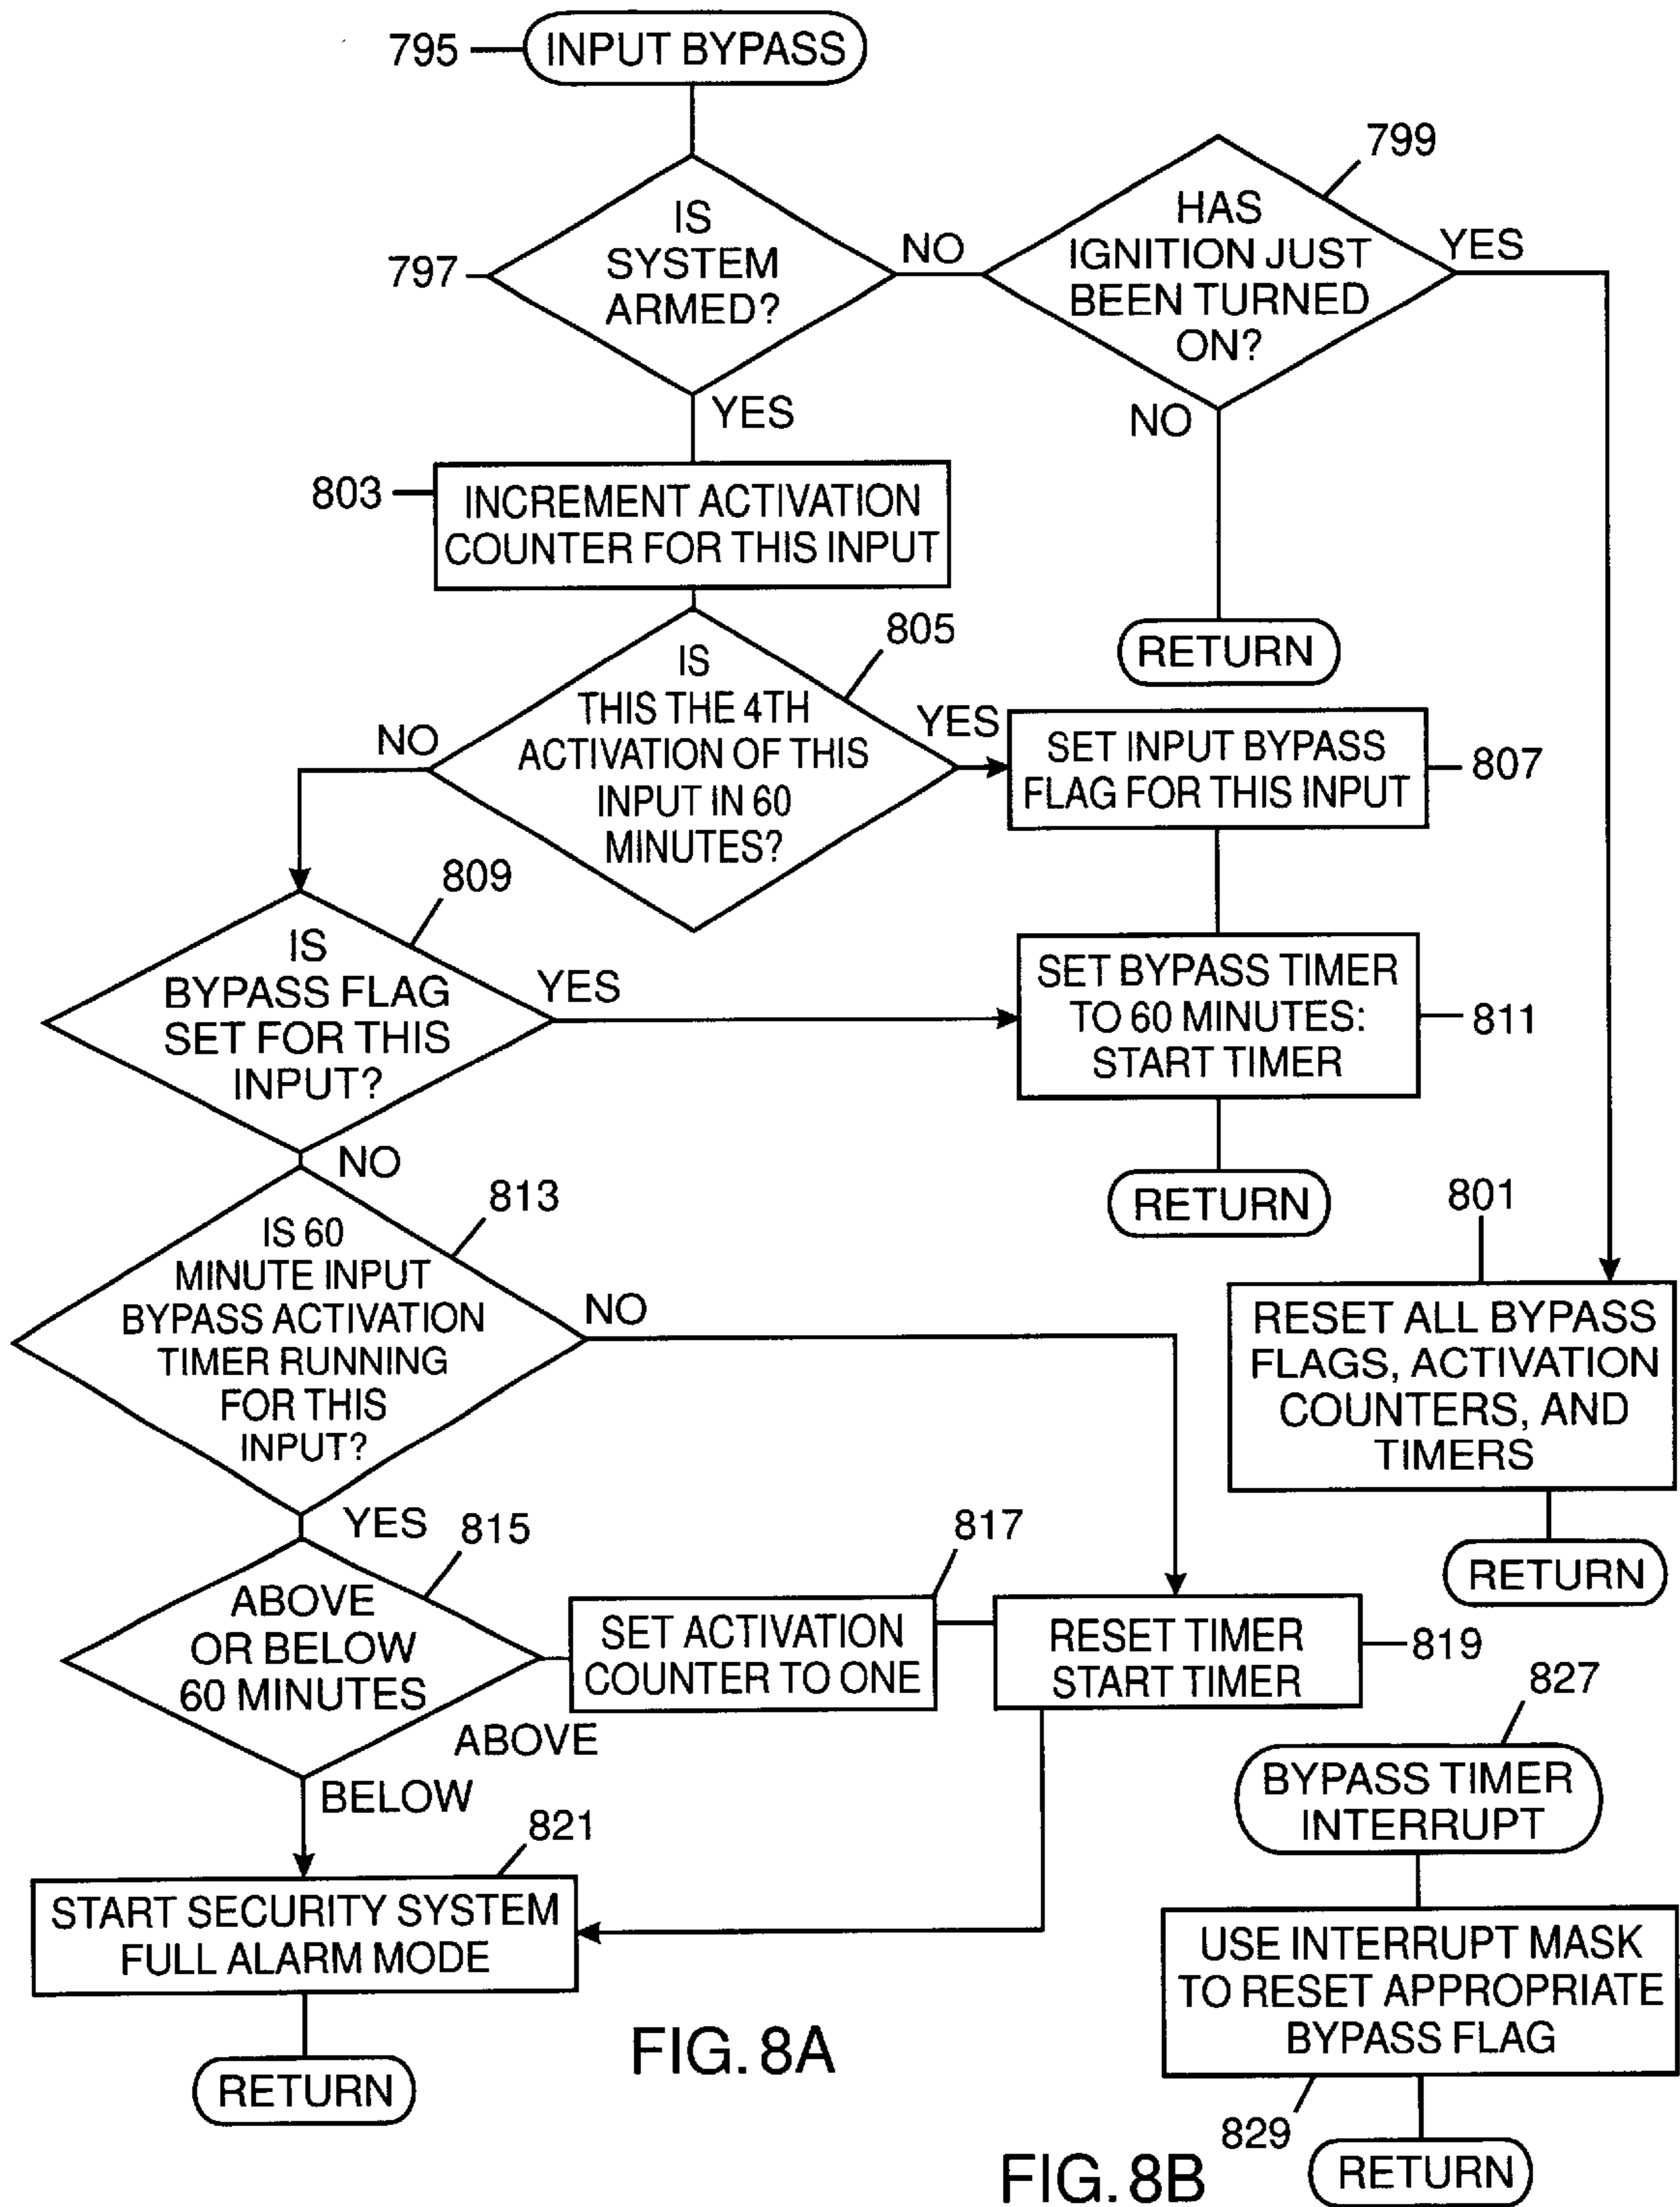 795
INPUT BYPASS
799
IS
SYSTEM
ARMED?
797
NO
HAS
IGNITION JUST
BEEN TURNED
ON?
YES
NO
YES
803
INCREMENT ACTIVATION
COUNTER FOR THIS INPUT
RETURN
805
IS
THIS THE 4TH
ACTIVATION OF THIS
INPUT IN 60
MINUTES?
NO
YES
SET INPUT BYPASS
FLAG FOR THIS INPUT
807
809
IS
BYPASS FLAG
SET FOR THIS
INPUT?
YES
SET BYPASS TIMER
TO 60 MINUTES:
START TIMER
811
NO
RETURN
813
IS 60
MINUTE INPUT
BYPASS ACTIVATION
TIMER RUNNING
FOR THIS
INPUT?
NO
801
RESET ALL BYPASS
FLAGS, ACTIVATION
COUNTERS, AND
TIMERS
RETURN
YES
815
ABOVE
OR BELOW
60 MINUTES
817
SET ACTIVATION
COUNTER TO ONE
RESET TIMER
START TIMER
819
ABOVE
BELOW
821
START SECURITY SYSTEM
FULL ALARM MODE
RETURN
FIG. 8A
827
BYPASS TIMER
INTERRUPT
USE INTERRUPT MASK
TO RESET APPROPRIATE
BYPASS FLAG
829
RETURN
FIG. 8B